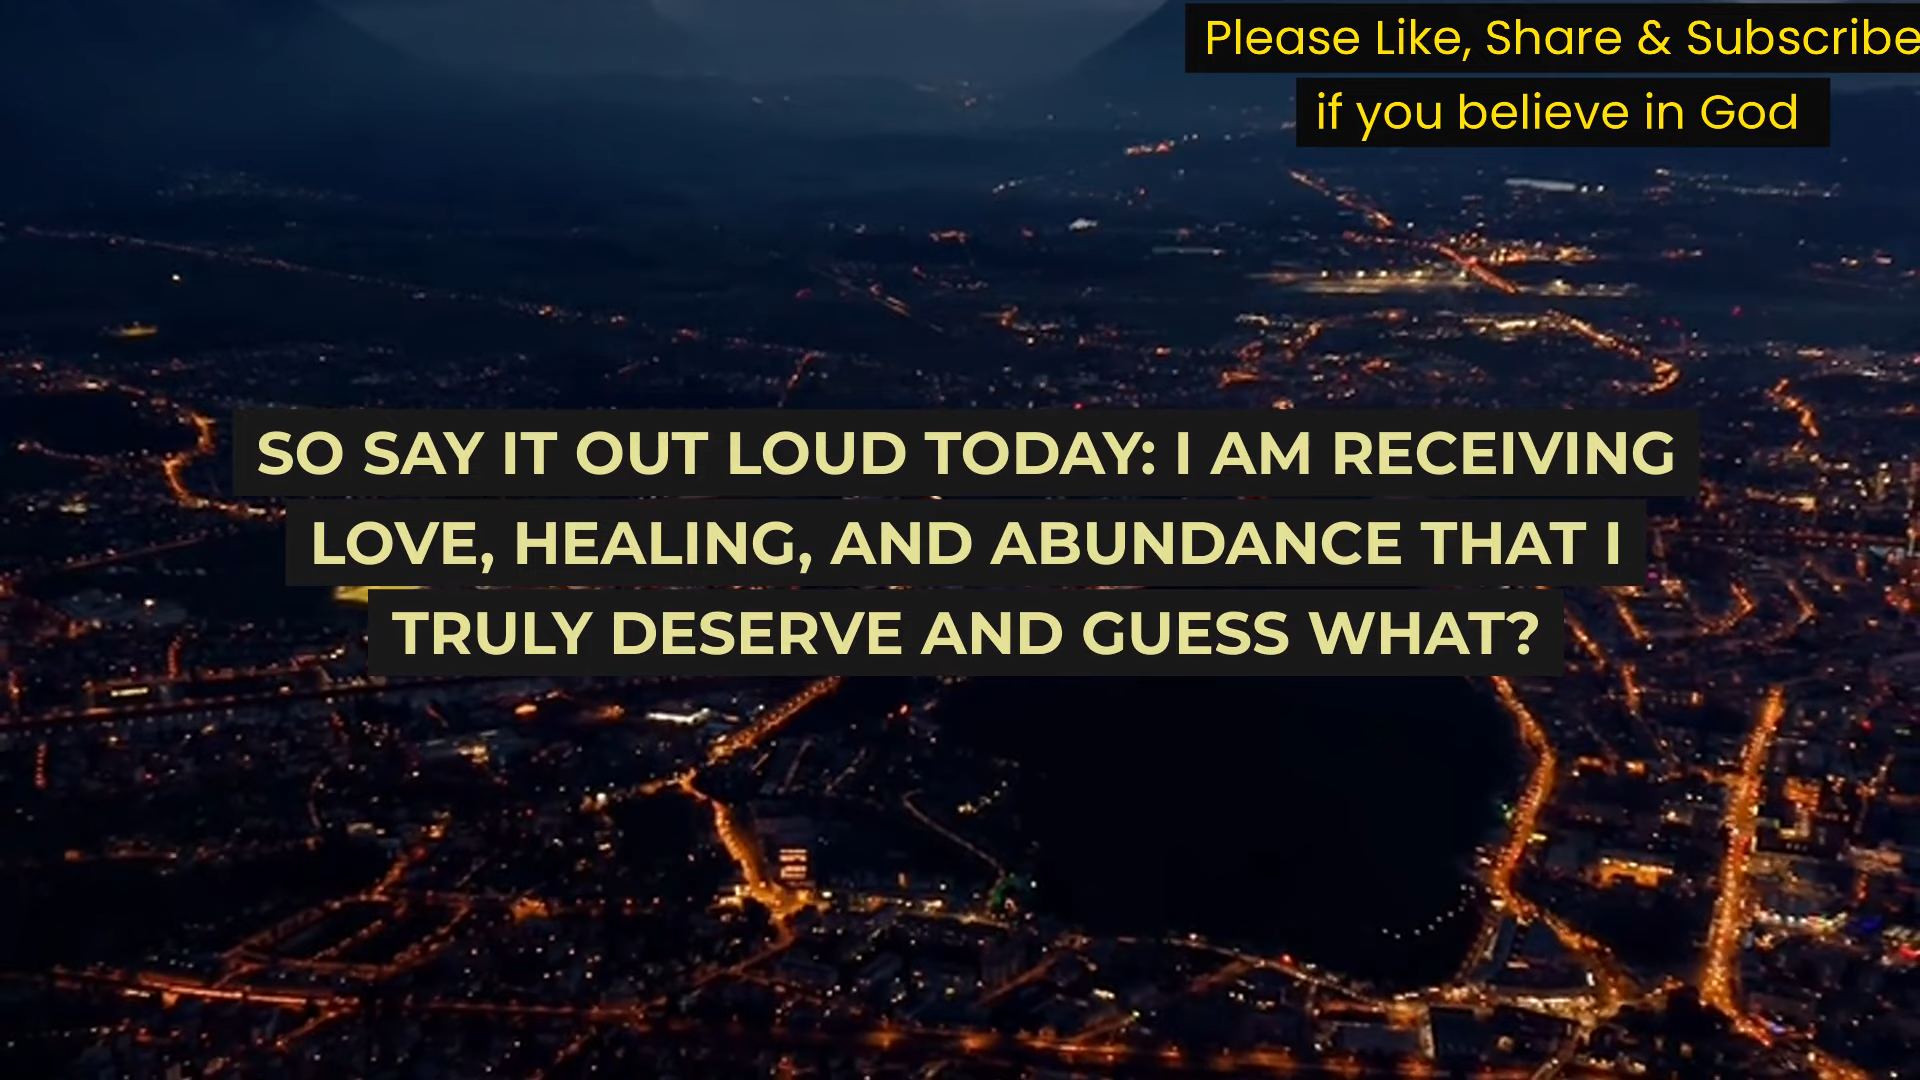 Please Like, Share & Subscribe
if you believe in God
SO SAY IT OUT LOUD TODAY: I AM RECEIVING
LOVE, HEALING, AND ABUNDANCE THAT I
TRULY DESERVE AND GUESS WHAT?